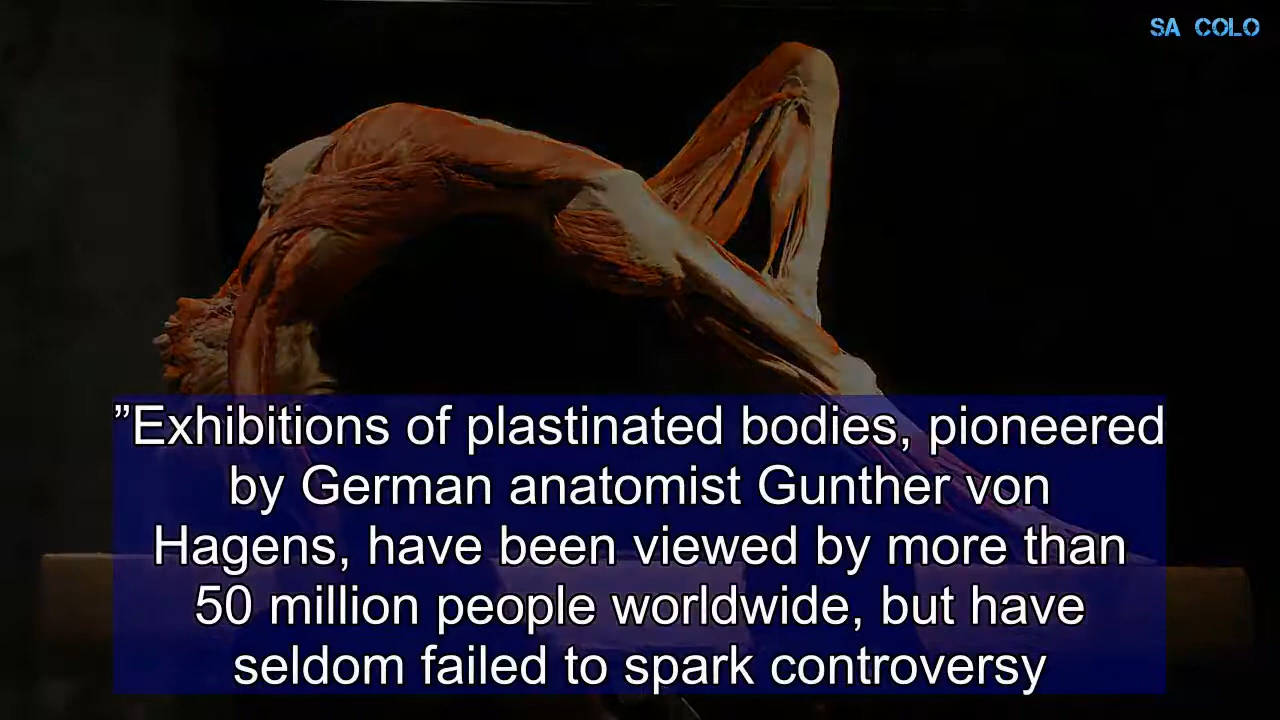 SA COLO
”Exhibitions of plastinated bodies, pioneered
by German anatomist Gunther von
Hagens, have been viewed by more than
50 million people worldwide, but have
seldom failed to spark controversy